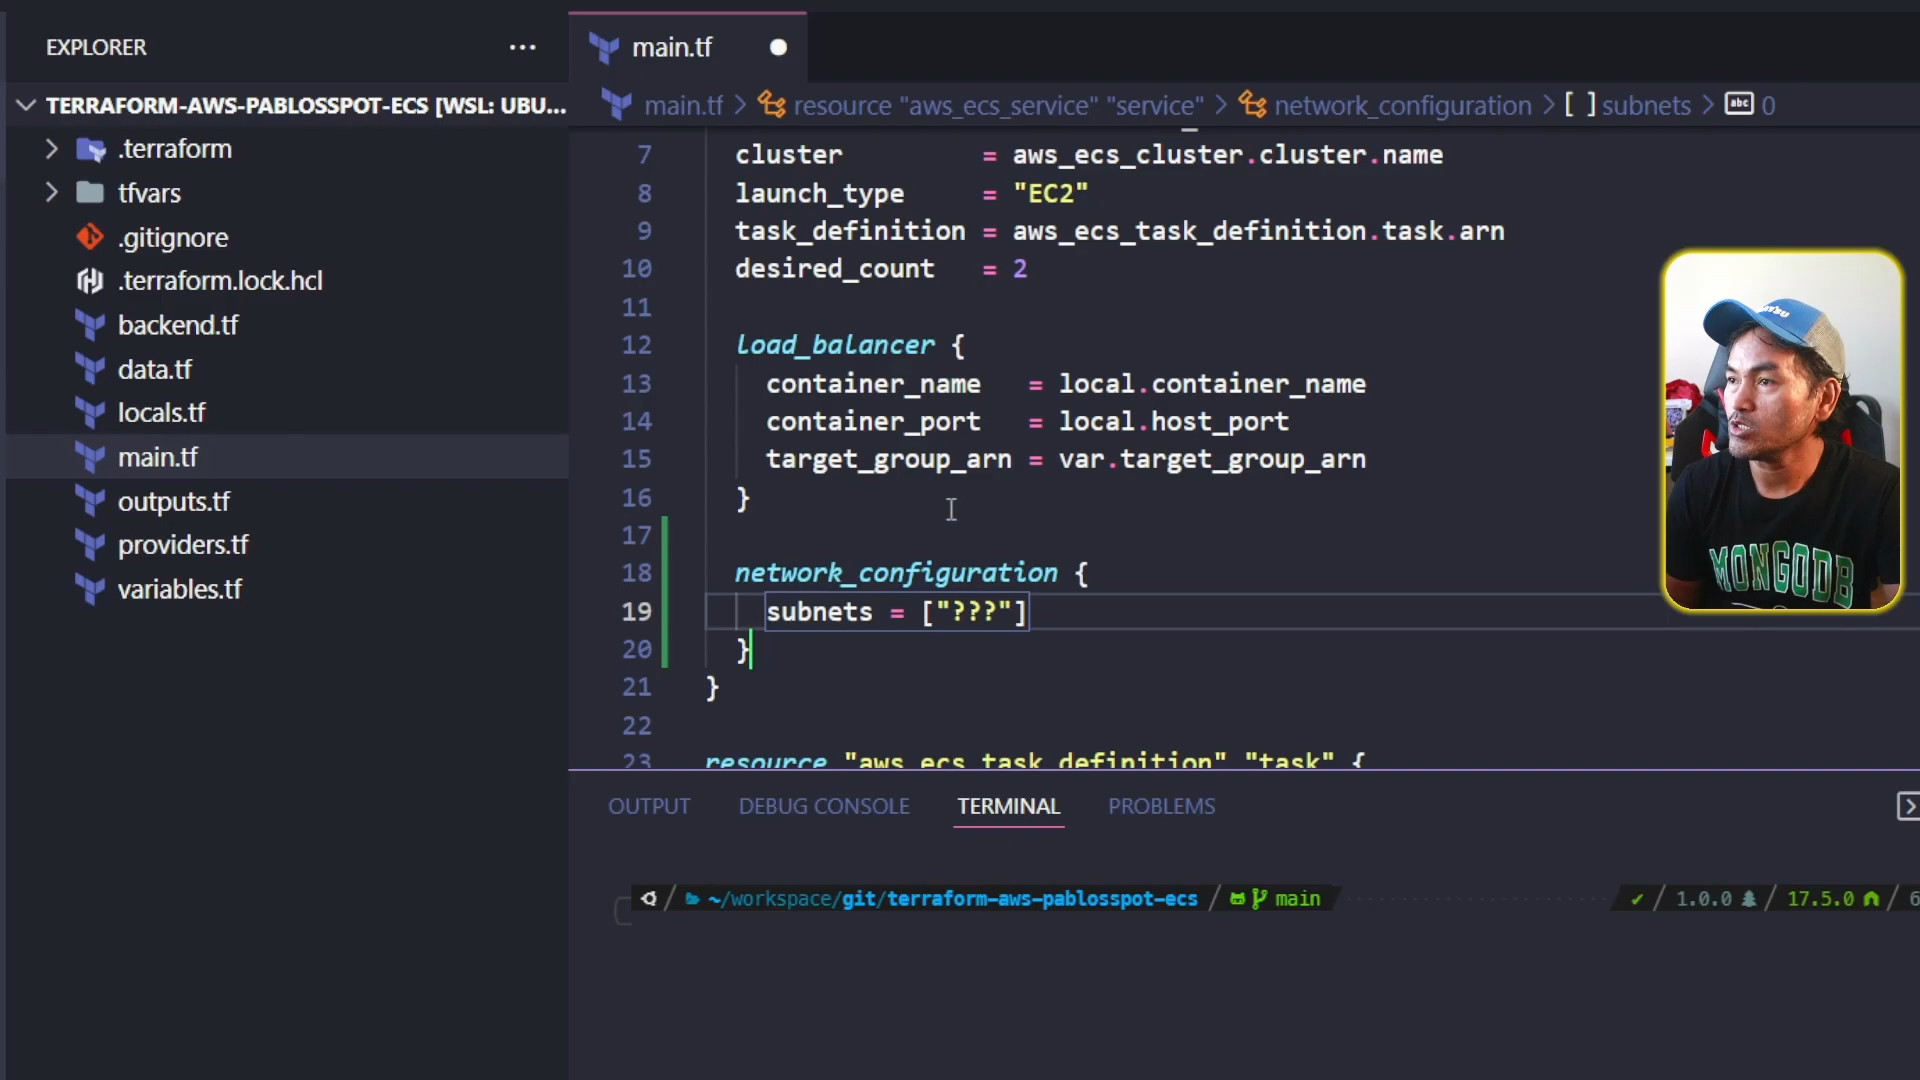 EXPLORER
main.tf
TERRAFORM-AWS-PABLOSSPOT-ECS [WSL: UBU...
main.tf > resource "aws_ecs_service" "service" > network_configuration > [ ] subnets > abc 0
.terraform
tfvars
.gitignore
.terraform.lock.hcl
backend.tf
data.tf
locals.tf
main.tf
outputs.tf
providers.tf
variables.tf
7 cluster = aws_ecs_cluster.cluster.name
8 launch_type = "EC2"
9 task_definition = aws_ecs_task_definition.task.arn
10 desired_count = 2
11
12 load_balancer {
13 container_name = local.container_name
14 container_port = local.host_port
15 target_group_arn = var.target_group_arn
16 }
17
18 network_configuration {
19 subnets = ["???"]
20 }
21 }
22
23 resource "aws_ecs_task_definition" "task" {
MONGODB
OUTPUT DEBUG CONSOLE TERMINAL PROBLEMS
~/workspace/git/terraform-aws-pablosspot-ecs / main ✔ / 1.0.0 / 17.5.0 / 6